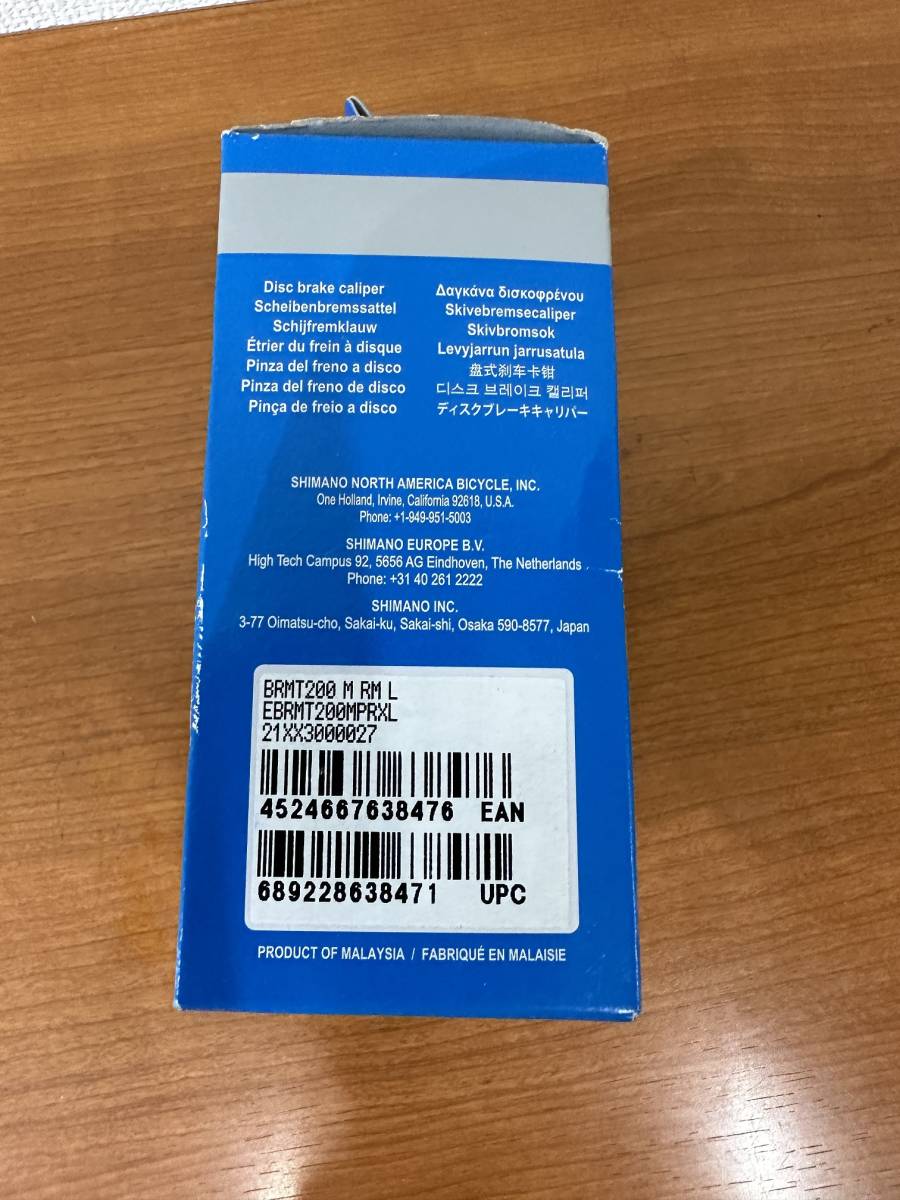 Disc brake caliper
Scheibenbremssattel
Schijfremklauw
Étrier du frein à disque
Pinza del freno a disco
Pinza del freno de disco
Pinça de freio a disco
Δαγκάνα δισκοφρένου
Skivebremsecaliper
Skivbromsok
Levyjarrun jarrusatula
盘式刹车卡钳
디스크 브레이크 캘리퍼
ディスクブレーキキャリパー
SHIMANO NORTH AMERICA BICYCLE, INC.
One Holland, Irvine, California 92618, U.S.A.
Phone: +1-949-951-5003
SHIMANO EUROPE B.V.
High Tech Campus 92, 5656 AG Eindhoven, The Netherlands
Phone: +31 40 261 2222
SHIMANO INC.
3-77 Oimatsu-cho, Sakai-ku, Sakai-shi, Osaka 590-8577, Japan
BRMT200 M RM L
EBRMT200MPRXL
21XX3000027
4524667638476 EAN
689228638471 UPC
PRODUCT OF MALAYSIA / FABRIQUÉ EN MALAISIE